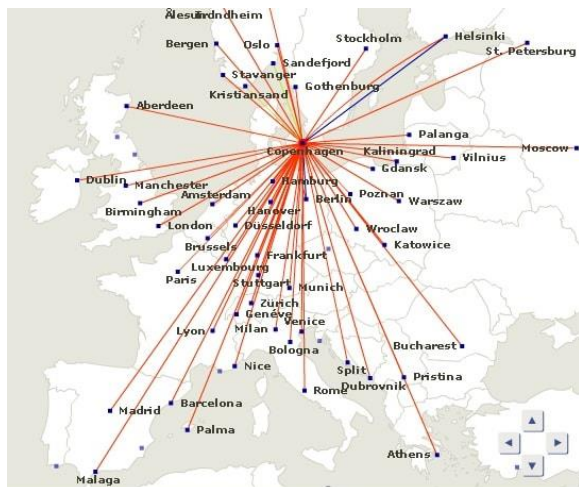 Ålesund Trondheim
Bergen
Oslo
Stockholm
Helsinki
St. Petersburg
Sandefjord
Stavanger
Gothenburg
Kristiansand
Aberdeen
Palanga
Copenhagen
Kaliningrad
Moscow
Vilnius
Gdansk
Dublin
Manchester
Hamburg
Amsterdam
Poznan
Berlin
Warszaw
Birmingham
Hanover
London
Düsseldorf
Wroclaw
Brussels
Katowice
Frankfurt
Luxembourg
Paris
Stuttgart
Munich
Zürich
Genéve
Venice
Lyon
Milan
Bologna
Bucharest
Nice
Split
Pristina
Dubrovnik
Rome
Barcelona
Madrid
Palma
Athens
Malaga